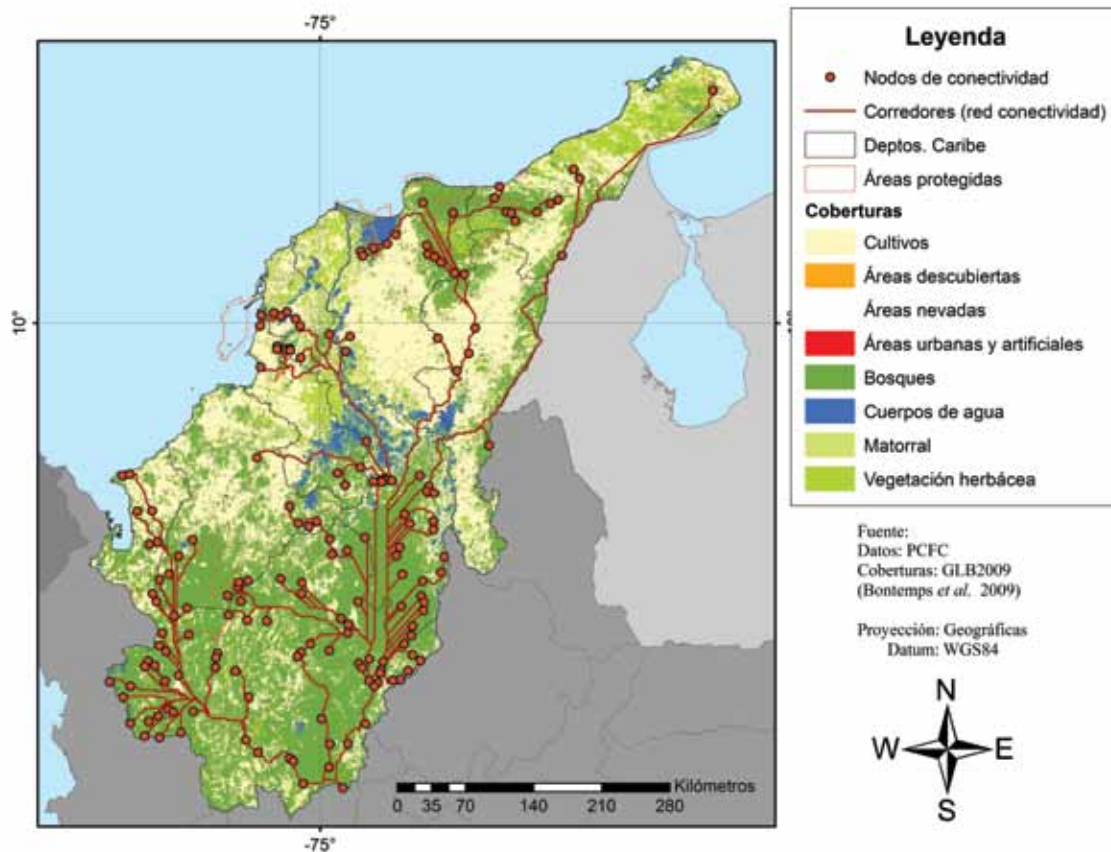 -75°
10°
-75°
Kilómetros
0 35 70 140 210 280
Leyenda
Nodos de conectividad
Corredores (red conectividad)
Deptos. Caribe
Áreas protegidas
Coberturas
Cultivos
Áreas descubiertas
Áreas nevadas
Áreas urbanas y artificiales
Bosques
Cuerpos de agua
Matorral
Vegetación herbácea
Fuente:
Datos: PCFC
Coberturas: GLB2009
(Bontemps et al. 2009)
Proyección: Geográficas
Datum: WGS84
N
W E
S